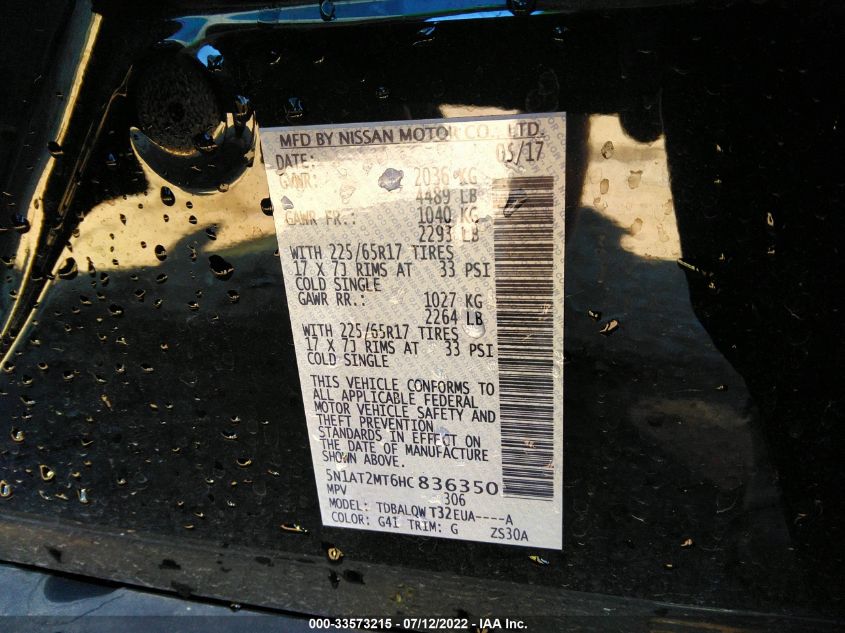 MFD BY NISSAN MOTOR CO., LTD.
DATE: 05/17
GVWR: 2036 KG
4489 LB
GAWR FR.: 1040 KG
2293 LB
WITH 225/65R17 TIRES
17 X 7J RIMS AT 33 PSI
COLD SINGLE
GAWR RR.: 1027 KG
2264 LB
WITH 225/65R17 TIRES
17 X 7J RIMS AT 33 PSI
COLD SINGLE
THIS VEHICLE CONFORMS TO
ALL APPLICABLE FEDERAL
MOTOR VEHICLE SAFETY AND
THEFT PREVENTION
STANDARDS IN EFFECT ON
THE DATE OF MANUFACTURE
SHOWN ABOVE.
5N1AT2MT6HC836350
MPV 306
MODEL: TDBALQWT32EUA----A
COLOR: G41 TRIM: G ZS30A
000-33573215 - 07/12/2022 - IAA Inc.